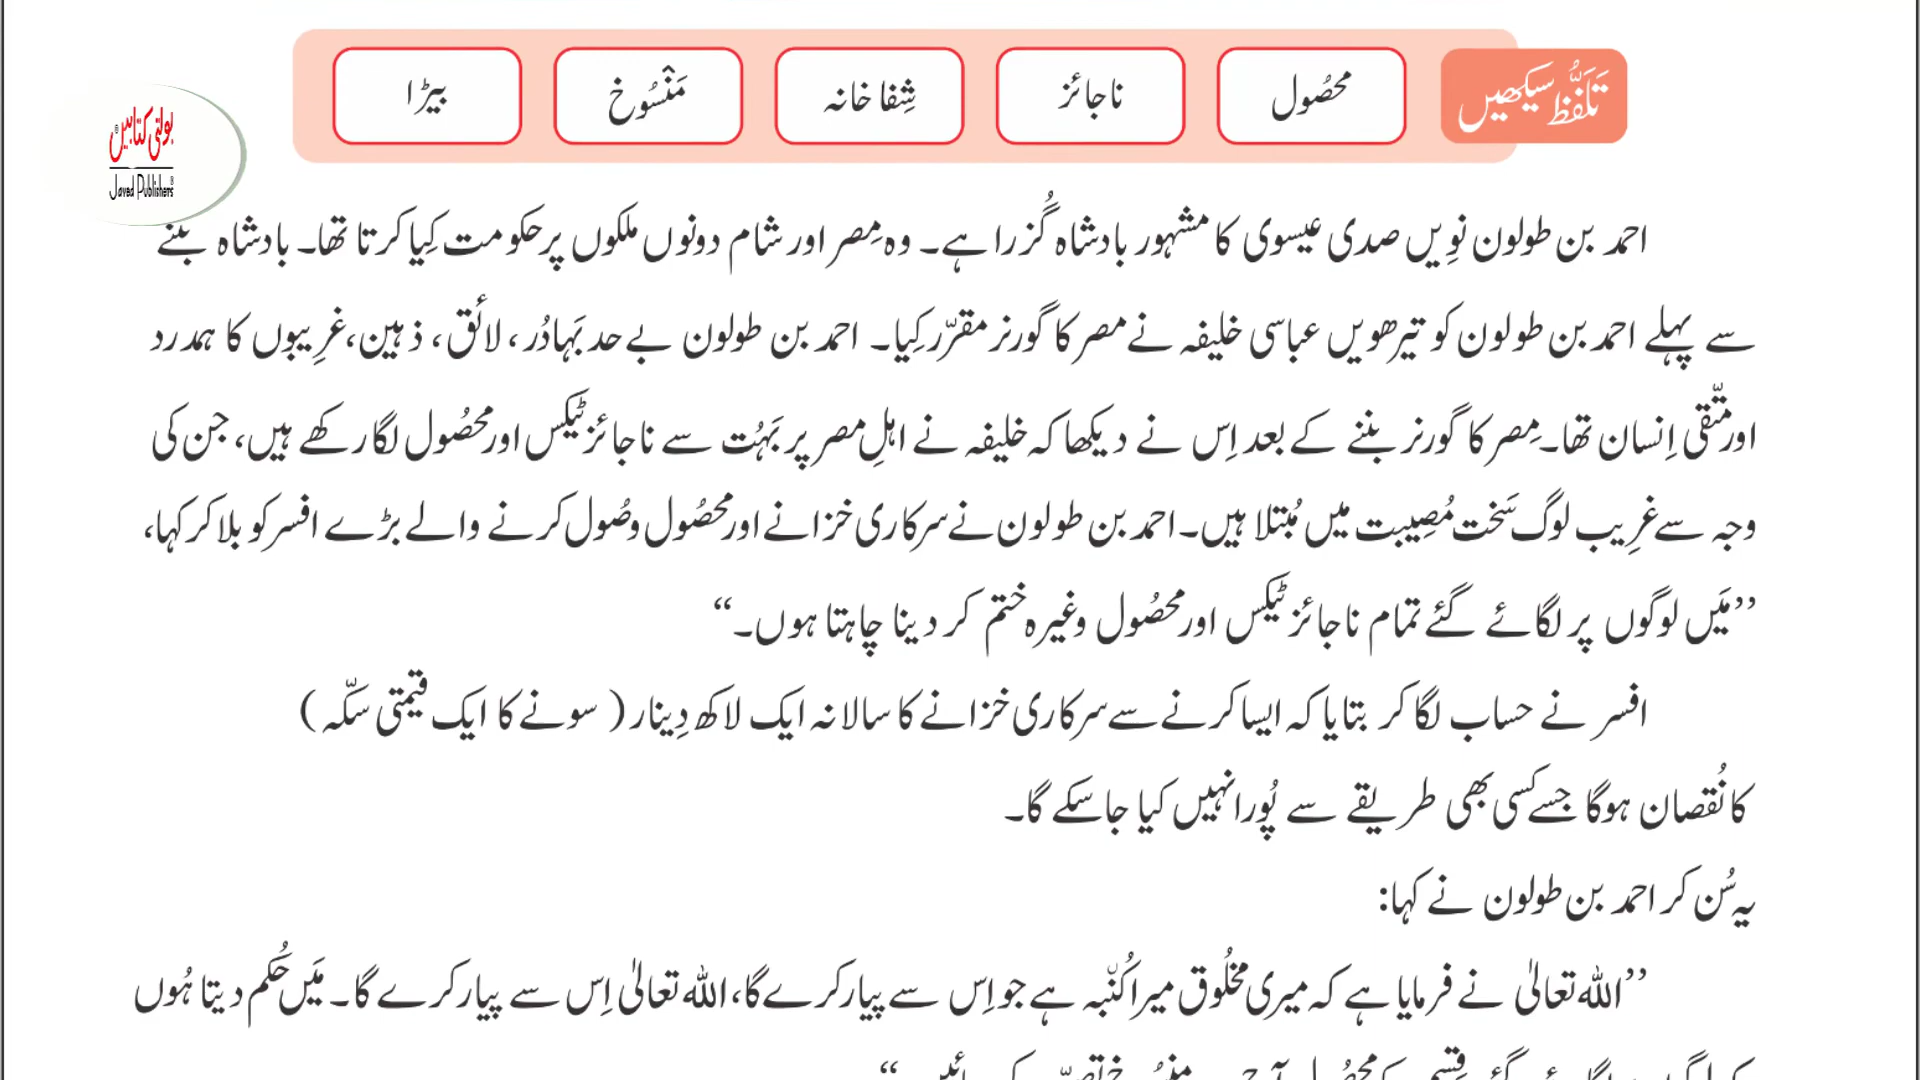 تَلَفُّظ سیکھیں
محصُول
ناجائز
شِفا خانہ
مَنْسُوخ
بیڑا
بولتی کتابیں
Javed Publishers
احمد بن طولون نوِیں صدی عیسوی کا مشہور بادشاہ گُزرا ہے۔ وہ مِصر اور شام دونوں ملکوں پر حکومت کِیا کرتا تھا۔ بادشاہ بننے
سے پہلے احمد بن طولون کو تیرھویں عباسی خلیفہ نے مصر کا گورنر مقرّر کِیا۔ احمد بن طولون بے حد بَہادُر، لائق، ذہین، غرِیبوں کا ہمدرد
اور متّقی اِنسان تھا۔ مِصر کا گورنر بننے کے بعد اِس نے دیکھا کہ خلیفہ نے اہلِ مصر پر بَہُت سے ناجائز ٹیکس اور محصُول لگا رکھے ہیں، جن کی
وجہ سے غرِیب لوگ سَخت مُصِیبت میں مُبتلا ہیں۔ احمد بن طولون نے سرکاری خزانے اور محصُول وصُول کرنے والے بڑے افسر کو بلا کر کہا،
’’مَیں لوگوں پر لگائے گئے تمام ناجائز ٹیکس اور محصُول وغیرہ ختم کر دینا چاہتا ہوں۔‘‘
افسر نے حساب لگا کر بتایا کہ ایسا کرنے سے سرکاری خزانے کا سالانہ ایک لاکھ دِینار ( سونے کا ایک قیمتی سکّہ )
کا نُقصان ہوگا جسے کسی بھی طریقے سے پُورا نہیں کیا جا سکے گا۔
یہ سُن کر احمد بن طولون نے کہا:
’’اللہ تعالیٰ نے فرمایا ہے کہ میری مخلُوق میرا کُنْبہ ہے جو اِس سے پیار کرے گا، اللہ تعالیٰ اِس سے پیار کرے گا۔ مَیں حُکم دیتا ہُوں